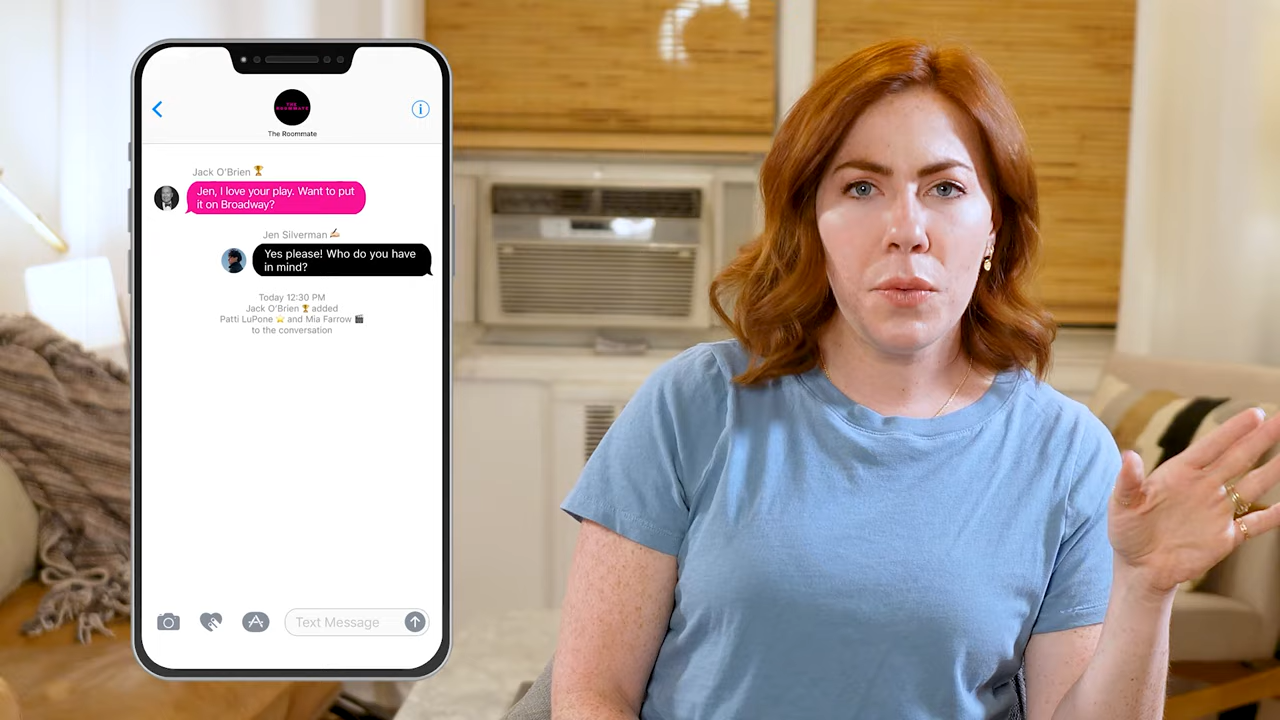 THE
ROOMMATE
The Roommate
Jack O'Brien 🏆
Jen, I love your play. Want to put
it on Broadway?
Jen Silverman ✍🏻
Yes please! Who do you have
in mind?
Today 12:30 PM
Jack O'Brien 🏆 added
Patti LuPone ⭐ and Mia Farrow 🎬
to the conversation
Text Message